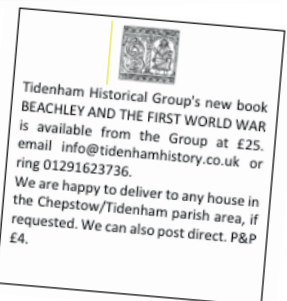 Tidenham Historical Group's new book
BEACHLEY AND THE FIRST WORLD WAR
is available from the Group at £25.
email info@tidenhamhistory.co.uk or
ring 01291623736.
We are happy to deliver to any house in
the Chepstow/Tidenham parish area, if
requested. We can also post direct. P&P
£4.